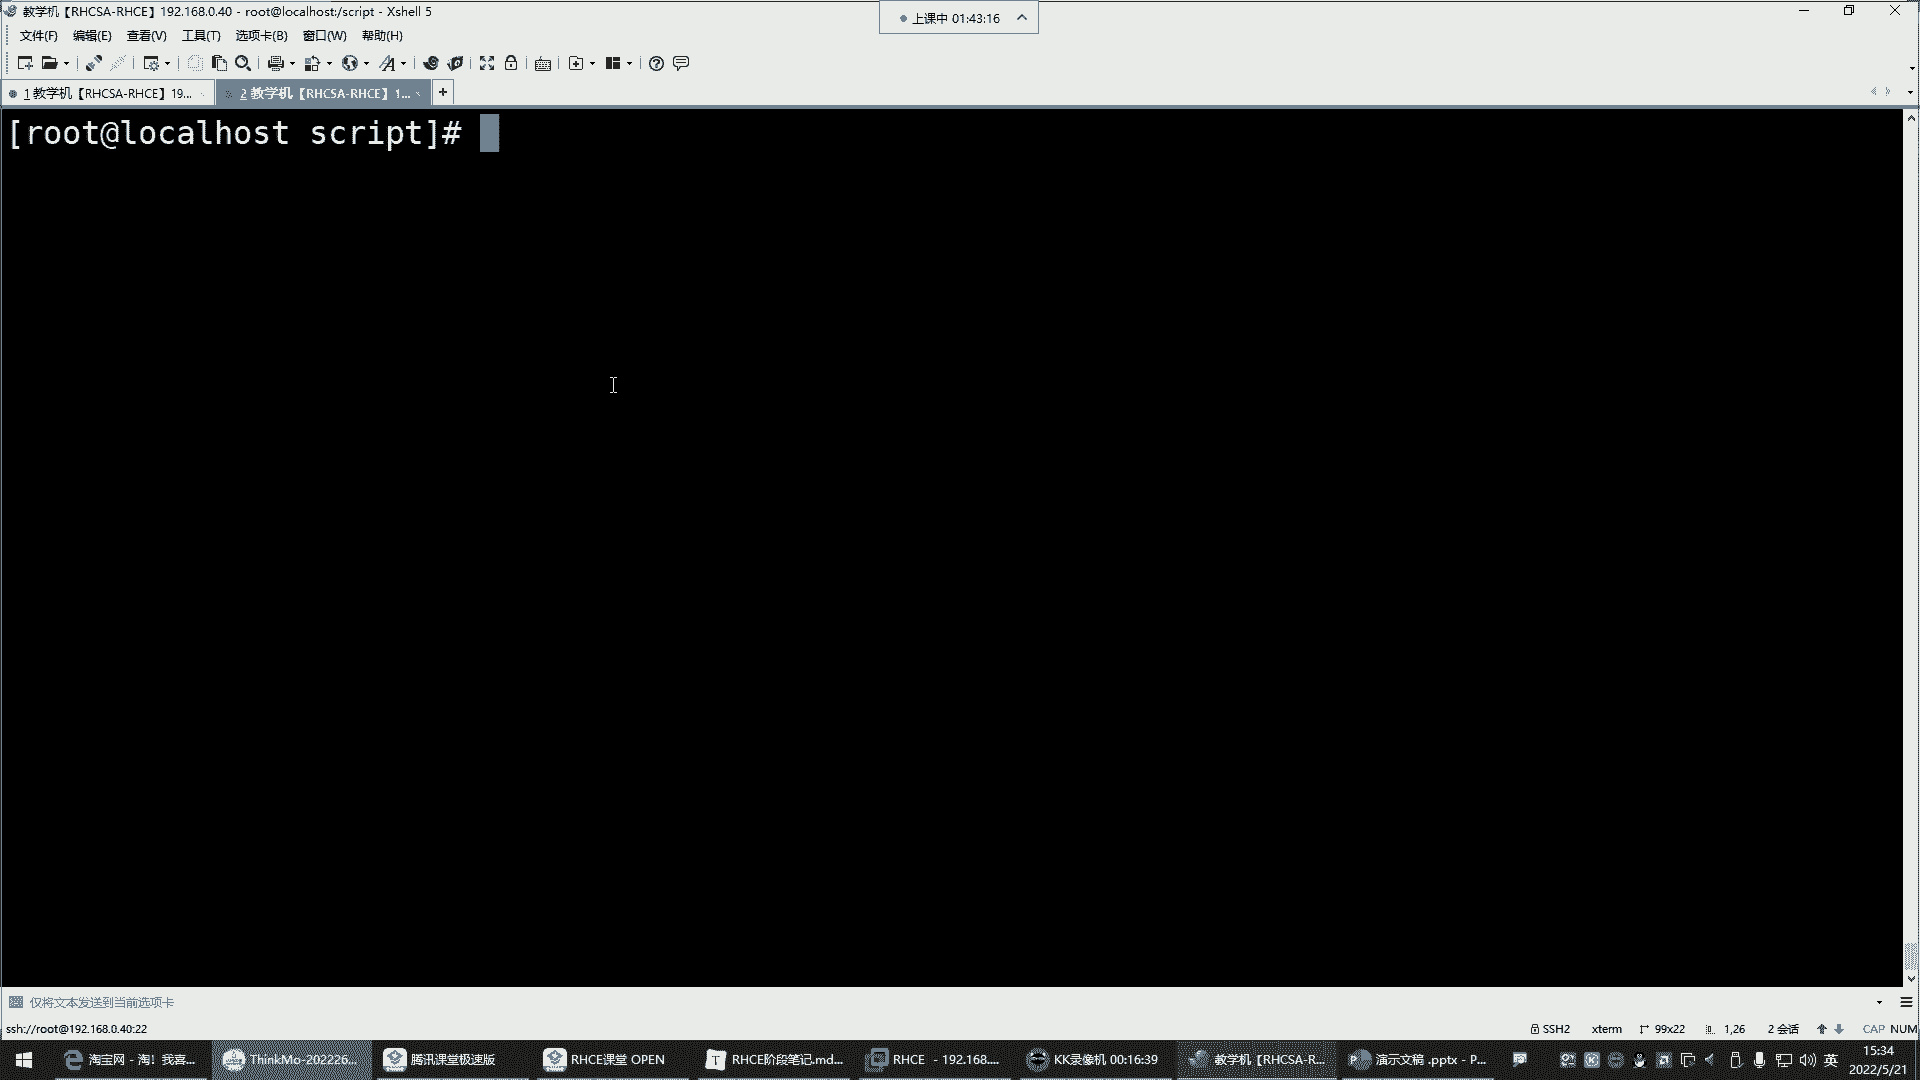 教学机【RHCSA-RHCE】192.168.0.40 - root@localhost:/script - Xshell 5
上课中 01:43:16
文件(F) 编辑(E) 查看(V) 工具(T) 选项卡(B) 窗口(W) 帮助(H)
1 教学机【RHCSA-RHCE】19... 2 教学机【RHCSA-RHCE】1... +
[root@localhost script]#
仅将文本发送到当前选项卡
ssh://root@192.168.0.40:22 SSH2 xterm 99x22 1,26 2 会话 CAP NUM
淘宝网 - 淘！我喜... ThinkMo-202226... 腾讯课堂极速版 RHCE课堂 OPEN RHCE阶段笔记.md... RHCE - 192.168.... KK录像机 00:16:39 教学机【RHCSA-R... 演示文稿 .pptx - P... 英 15:34
2022/5/21